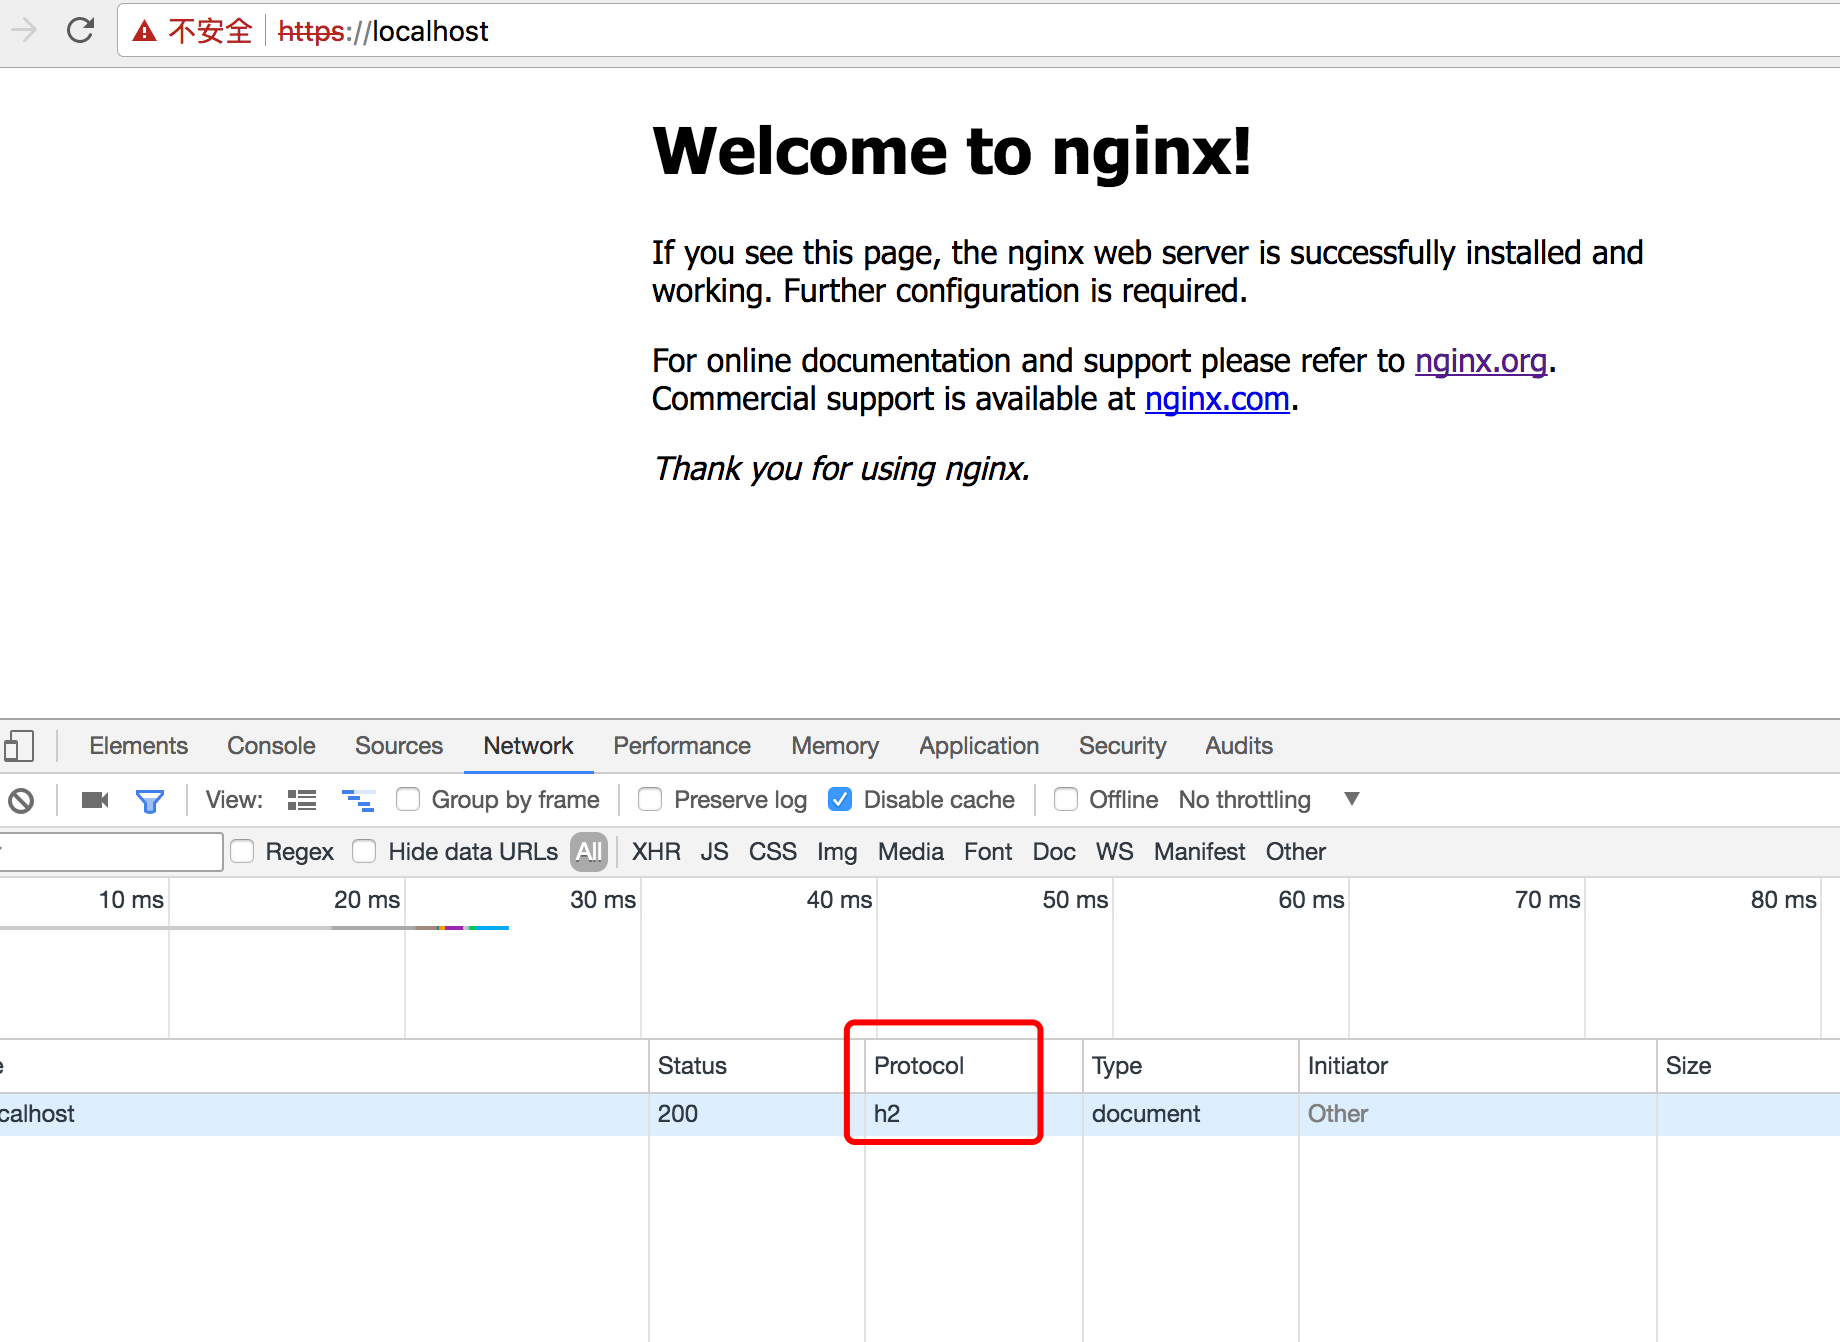 不安全 https://localhost
Welcome to nginx!
If you see this page, the nginx web server is successfully installed and
working. Further configuration is required.
For online documentation and support please refer to nginx.org.
Commercial support is available at nginx.com.
Thank you for using nginx.
Elements Console Sources Network Performance Memory Application Security Audits
View: Group by frame Preserve log Disable cache Offline No throttling
Regex Hide data URLs All XHR JS CSS Img Media Font Doc WS Manifest Other
10 ms 20 ms 30 ms 40 ms 50 ms 60 ms 70 ms 80 ms
e Status Protocol Type Initiator Size
calhost 200 h2 document Other